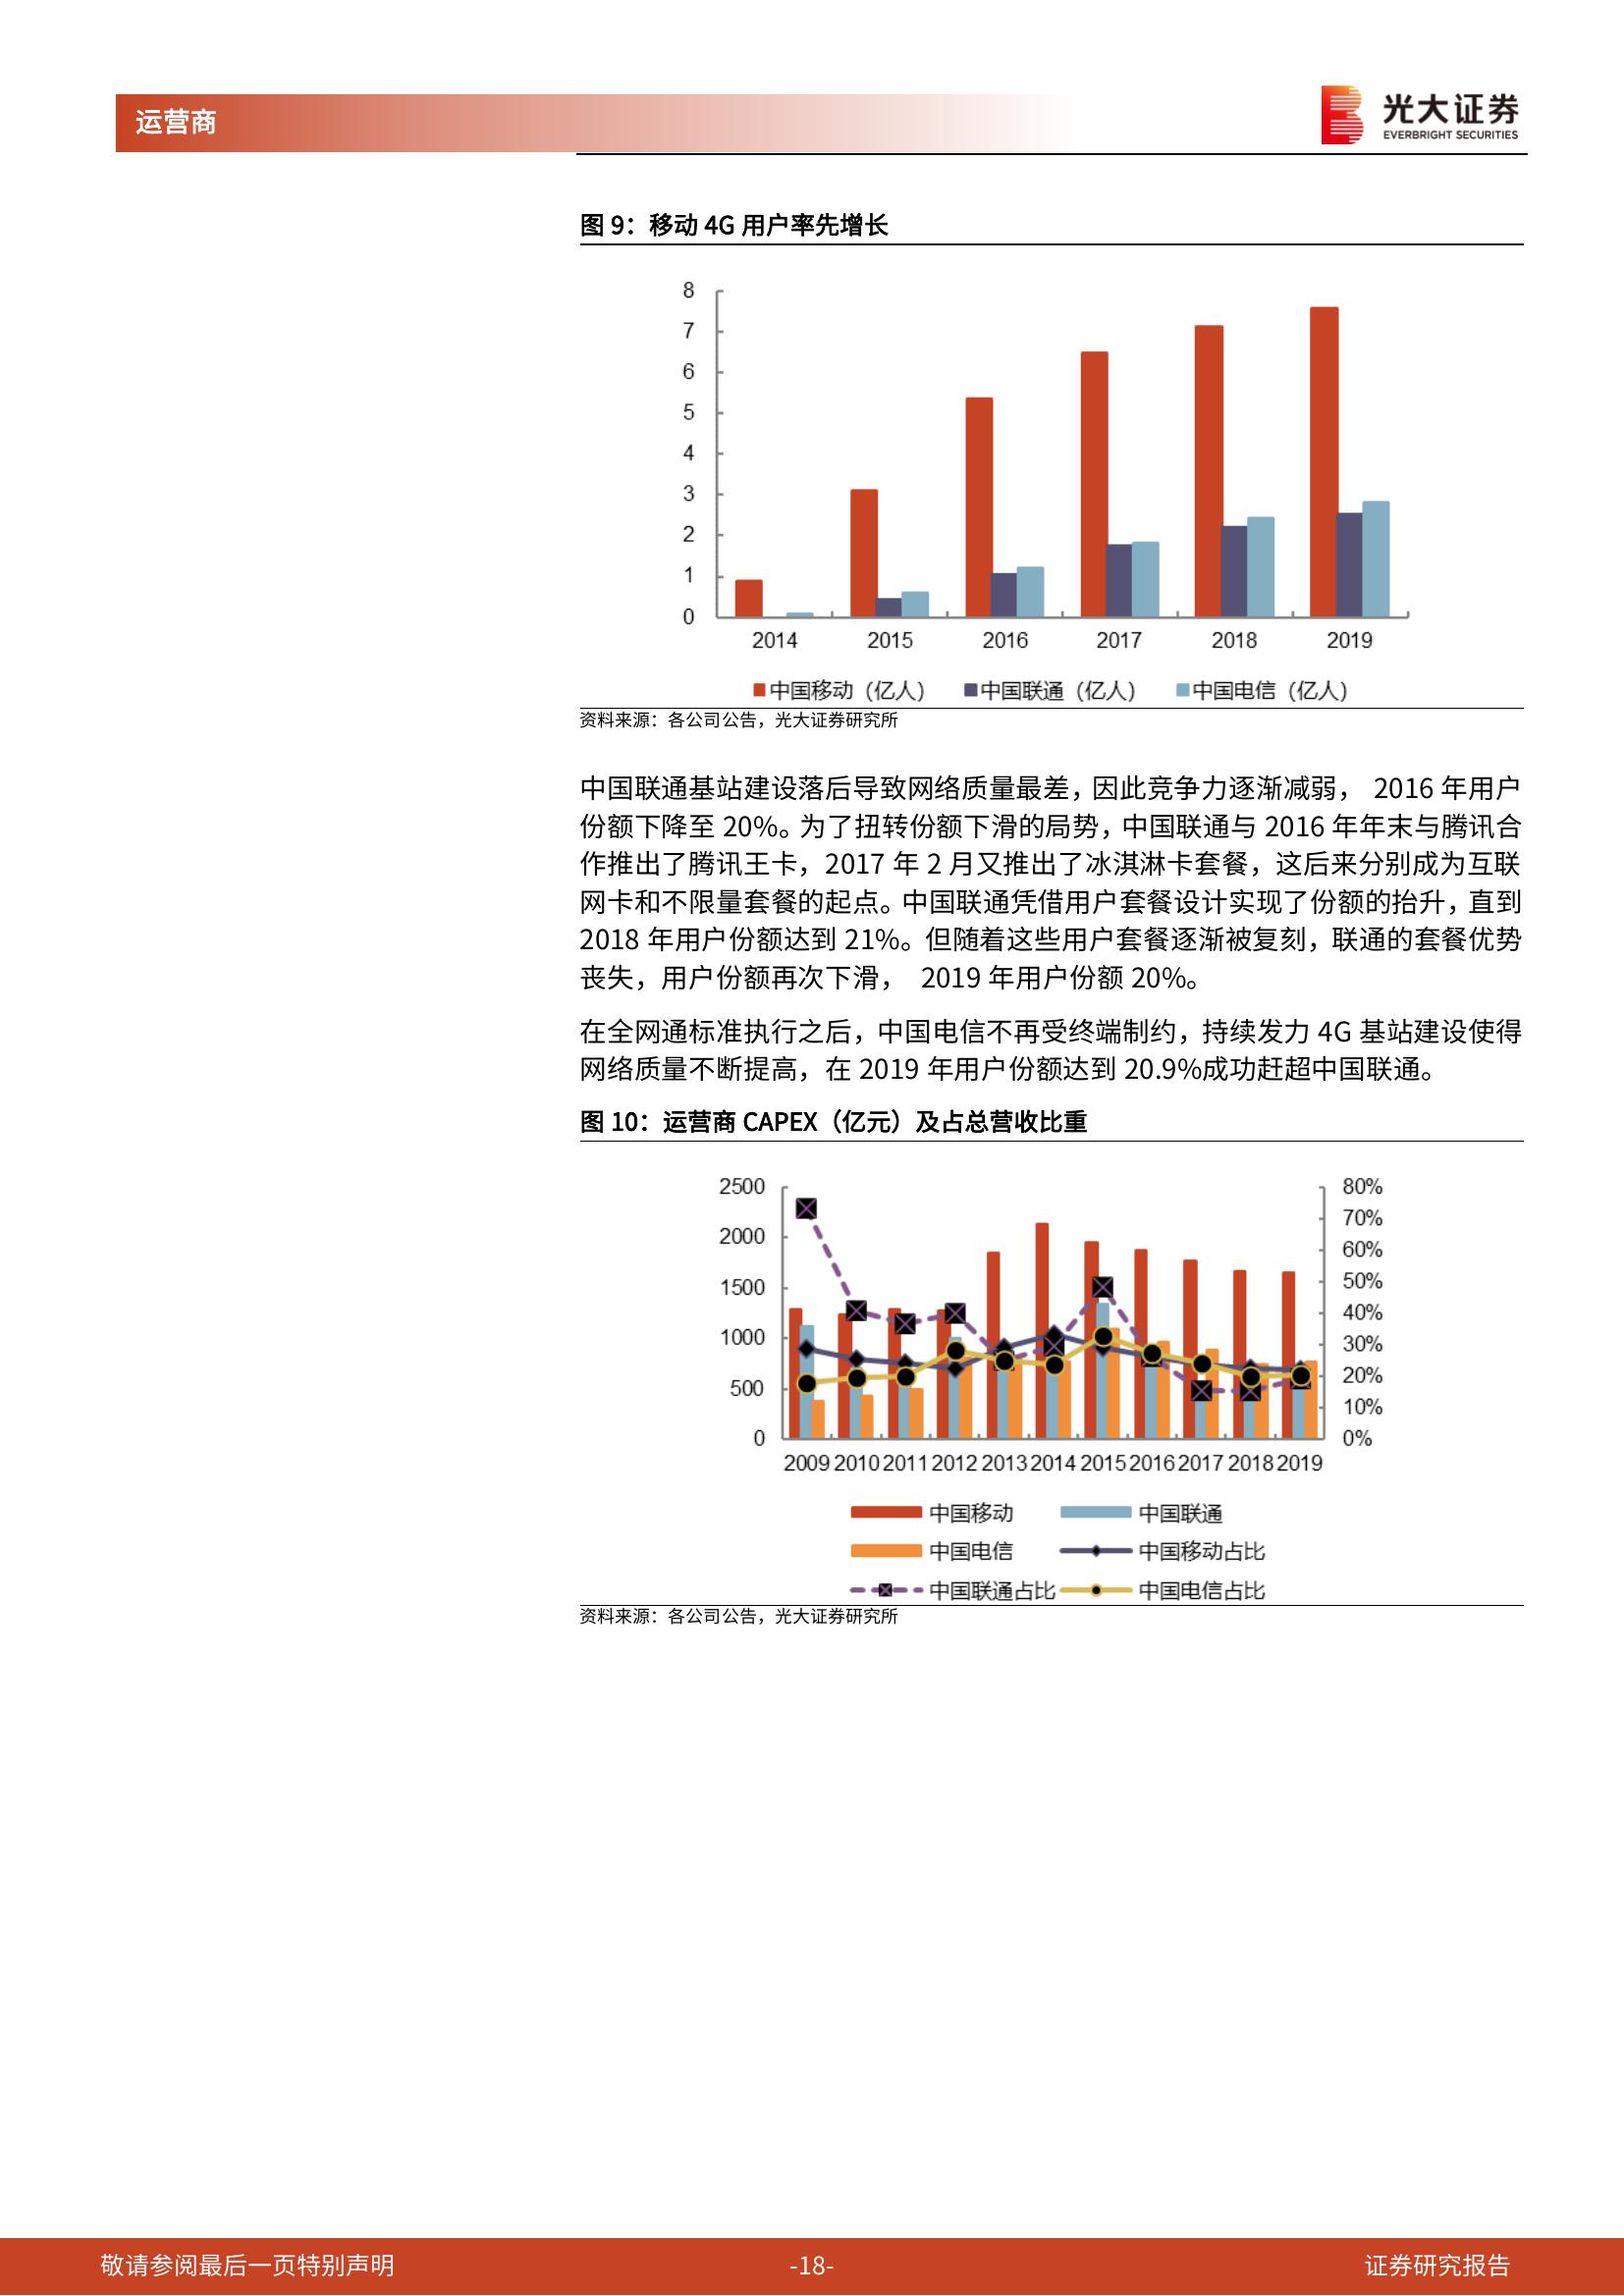 运营商
光大证券
EVERBRIGHT SECURITIES
图 9：移动 4G 用户率先增长
8
7
6
5
4
3
2
1
0
2014 2015 2016 2017 2018 2019
中国移动（亿人） 中国联通（亿人） 中国电信（亿人）
资料来源：各公司公告，光大证券研究所
中国联通基站建设落后导致网络质量最差，因此竞争力逐渐减弱， 2016 年用户
份额下降至 20%。为了扭转份额下滑的局势，中国联通与 2016 年年末与腾讯合
作推出了腾讯王卡，2017 年 2 月又推出了冰淇淋卡套餐，这后来分别成为互联
网卡和不限量套餐的起点。中国联通凭借用户套餐设计实现了份额的抬升，直到
2018 年用户份额达到 21%。但随着这些用户套餐逐渐被复刻，联通的套餐优势
丧失，用户份额再次下滑， 2019 年用户份额 20%。
在全网通标准执行之后，中国电信不再受终端制约，持续发力 4G 基站建设使得
网络质量不断提高，在 2019 年用户份额达到 20.9%成功赶超中国联通。
图 10：运营商 CAPEX（亿元）及占总营收比重
2500 80%
2000 70%
1500 60%
1000 50%
500 40%
0 30%
20%
10%
0%
2009 2010 2011 2012 2013 2014 2015 2016 2017 2018 2019
中国移动 中国联通
中国电信 中国移动占比
中国联通占比 中国电信占比
资料来源：各公司公告，光大证券研究所
敬请参阅最后一页特别声明 -18- 证券研究报告